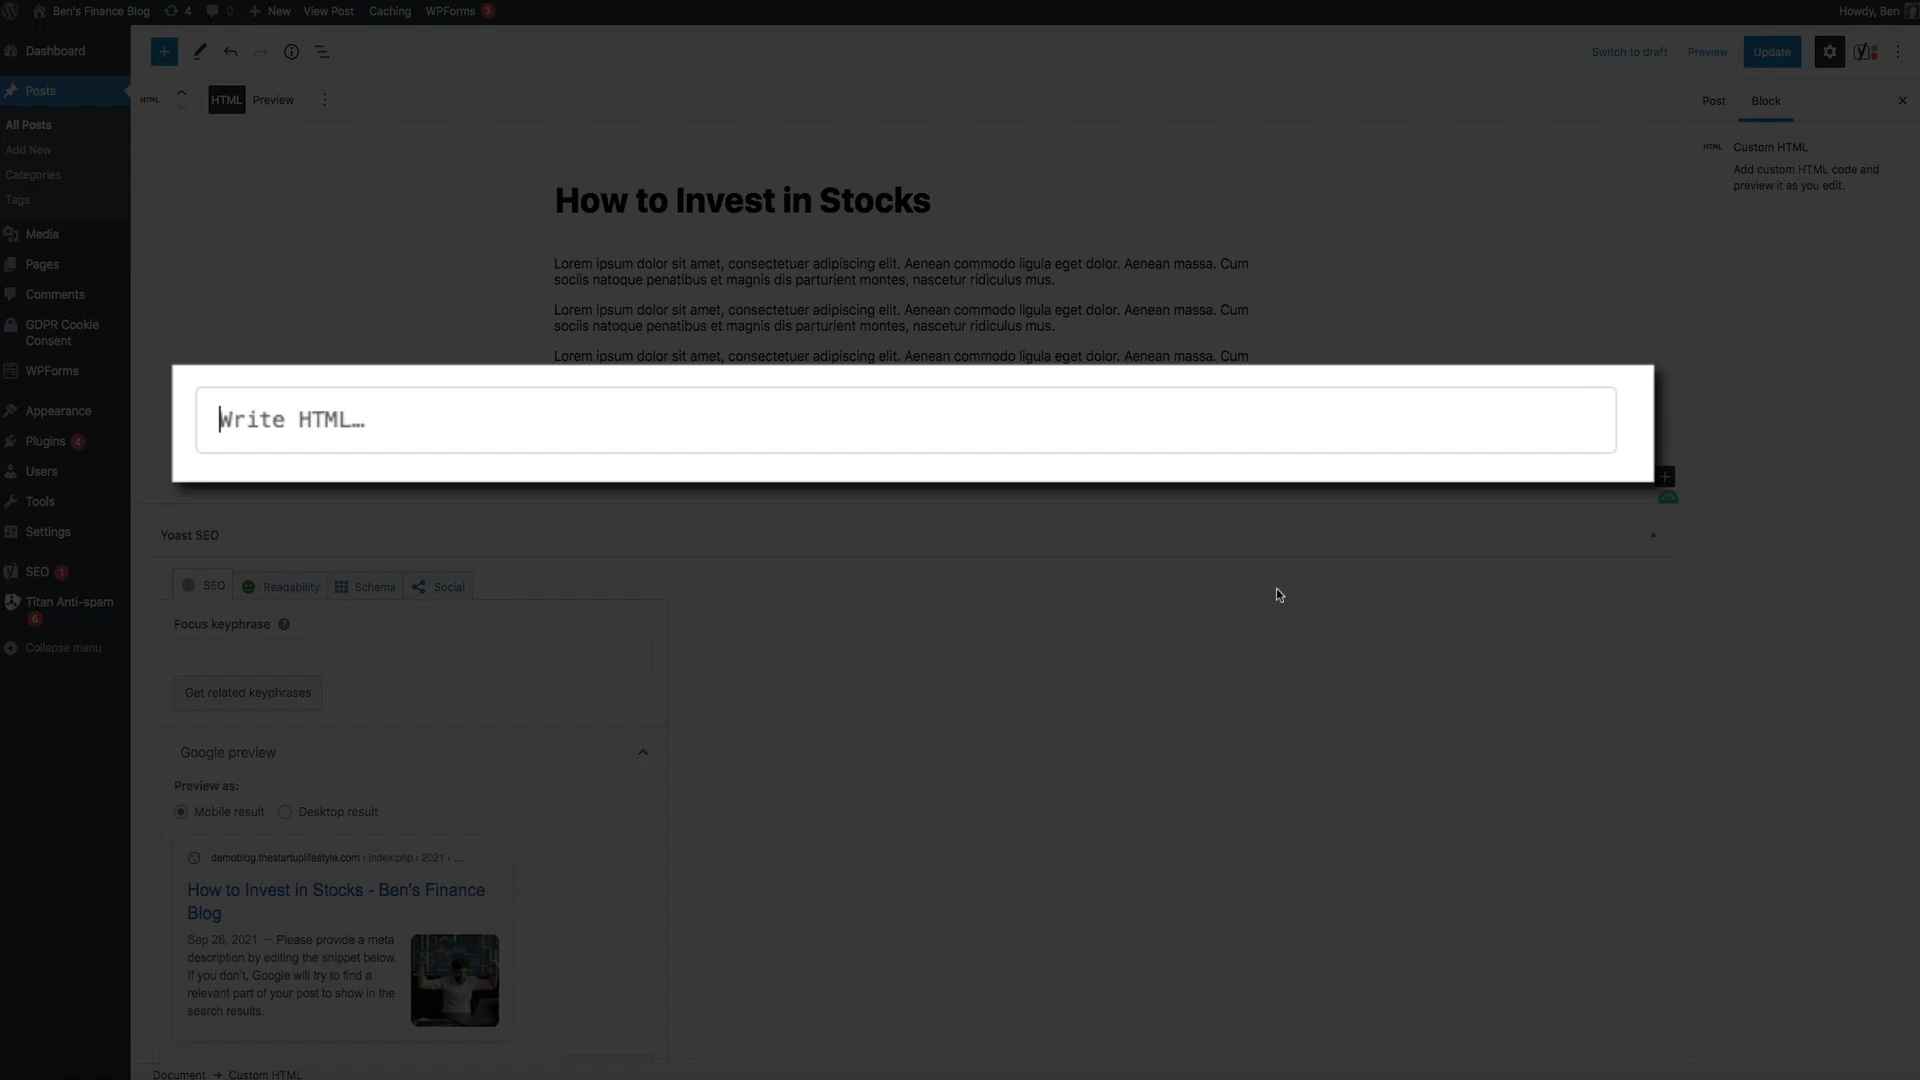 Ben's Finance Blog 4 0 New View Post Caching WPForms 3 Howdy, Ben
Dashboard
Posts
All Posts
Add New
Categories
Tags
Media
Pages
Comments
GDPR Cookie
Consent
WPForms
Appearance
Plugins 4
Users
Tools
Settings
SEO 1
Titan Anti-spam
6
Collapse menu
Switch to draft Preview Update
HTML HTML Preview
Post Block
HTML Custom HTML
Add custom HTML code and
preview it as you edit.
How to Invest in Stocks
Lorem ipsum dolor sit amet, consectetuer adipiscing elit. Aenean commodo ligula eget dolor. Aenean massa. Cum
sociis natoque penatibus et magnis dis parturient montes, nascetur ridiculus mus.
Lorem ipsum dolor sit amet, consectetuer adipiscing elit. Aenean commodo ligula eget dolor. Aenean massa. Cum
sociis natoque penatibus et magnis dis parturient montes, nascetur ridiculus mus.
Lorem ipsum dolor sit amet, consectetuer adipiscing elit. Aenean commodo ligula eget dolor. Aenean massa. Cum
Write HTML…
Yoast SEO
SEO Readability Schema Social
Focus keyphrase ?
Get related keyphrases
Google preview
Preview as:
Mobile result Desktop result
demoblog.thestartuplifestyle.com › index.php › 2021 › …
How to Invest in Stocks - Ben's Finance
Blog
Sep 26, 2021 – Please provide a meta
description by editing the snippet below.
If you don't, Google will try to find a
relevant part of your post to show in the
search results.
Document → Custom HTML